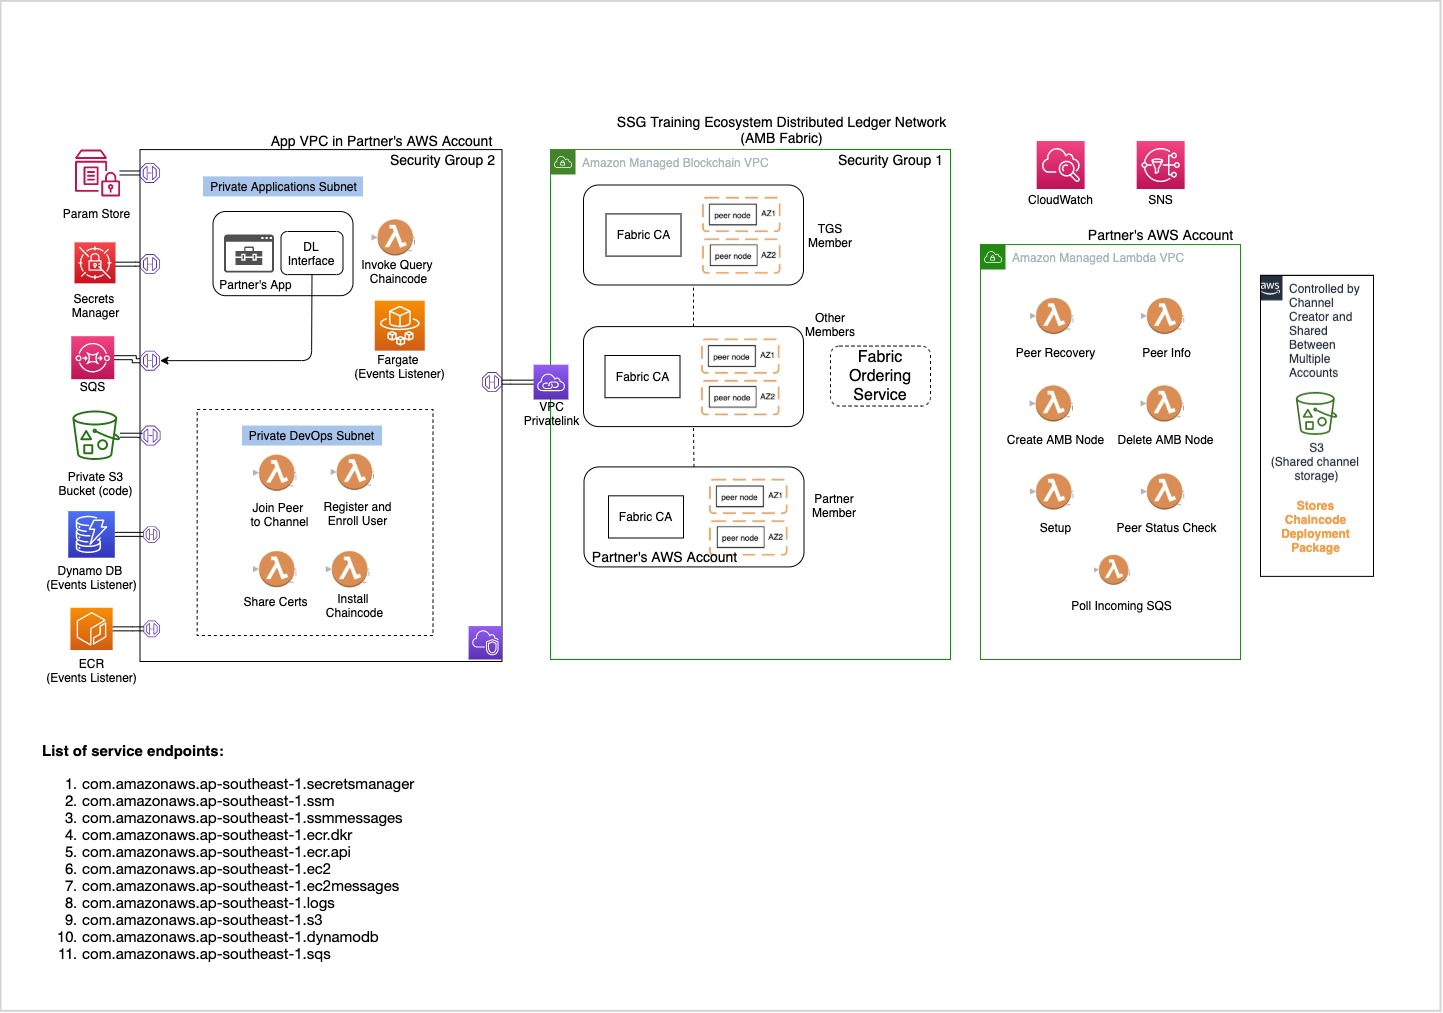 SSG Training Ecosystem Distributed Ledger Network
(AMB Fabric)
App VPC in Partner's AWS Account
Security Group 2
Private Applications Subnet
Param Store
Secrets
Manager
SQS
Private S3
Bucket (code)
Dynamo DB
(Events Listener)
ECR
(Events Listener)
DL
Interface
Partner's App
Invoke Query
Chaincode
Fargate
(Events Listener)
Private DevOps Subnet
Join Peer
to Channel
Register and
Enroll User
Share Certs
Install
Chaincode
VPC
Privatelink
Amazon Managed Blockchain VPC
Security Group 1
Fabric CA
peer node
AZ1
peer node
AZ2
TGS
Member
Other
Members
Fabric CA
peer node
AZ1
peer node
AZ2
Fabric
Ordering
Service
Fabric CA
peer node
AZ1
peer node
AZ2
Partner's AWS Account
Partner
Member
CloudWatch
SNS
Partner's AWS Account
Amazon Managed Lambda VPC
Peer Recovery
Peer Info
Create AMB Node
Delete AMB Node
Setup
Peer Status Check
Poll Incoming SQS
aws
Controlled by
Channel
Creator and
Shared
Between
Multiple
Accounts
S3
(Shared channel
storage)
Stores
Chaincode
Deployment
Package
List of service endpoints:
1. com.amazonaws.ap-southeast-1.secretsmanager
2. com.amazonaws.ap-southeast-1.ssm
3. com.amazonaws.ap-southeast-1.ssmmessages
4. com.amazonaws.ap-southeast-1.ecr.dkr
5. com.amazonaws.ap-southeast-1.ecr.api
6. com.amazonaws.ap-southeast-1.ec2
7. com.amazonaws.ap-southeast-1.ec2messages
8. com.amazonaws.ap-southeast-1.logs
9. com.amazonaws.ap-southeast-1.s3
10. com.amazonaws.ap-southeast-1.dynamodb
11. com.amazonaws.ap-southeast-1.sqs